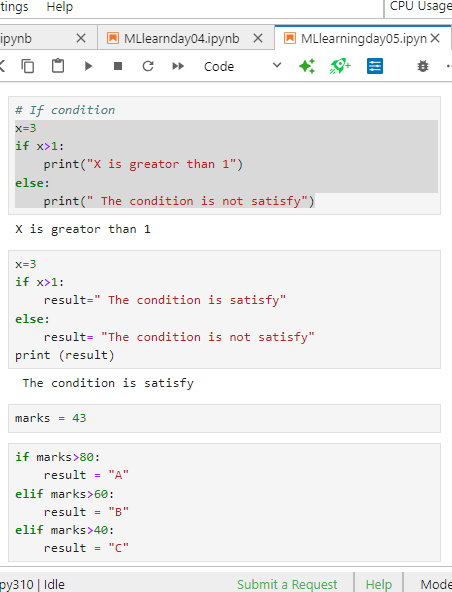 tings Help CPU Usage
ipynb MLlearnday04.ipynb MLlearningday05.ipyn
Code
# If condition
x=3
if x>1:
    print("X is greator than 1")
else:
    print(" The condition is not satisfy")
X is greator than 1
x=3
if x>1:
    result=" The condition is satisfy"
else:
    result= "The condition is not satisfy"
print (result)
 The condition is satisfy
marks = 43
if marks>80:
    result = "A"
elif marks>60:
    result = "B"
elif marks>40:
    result = "C"
py310 | Idle Submit a Request Help Mode